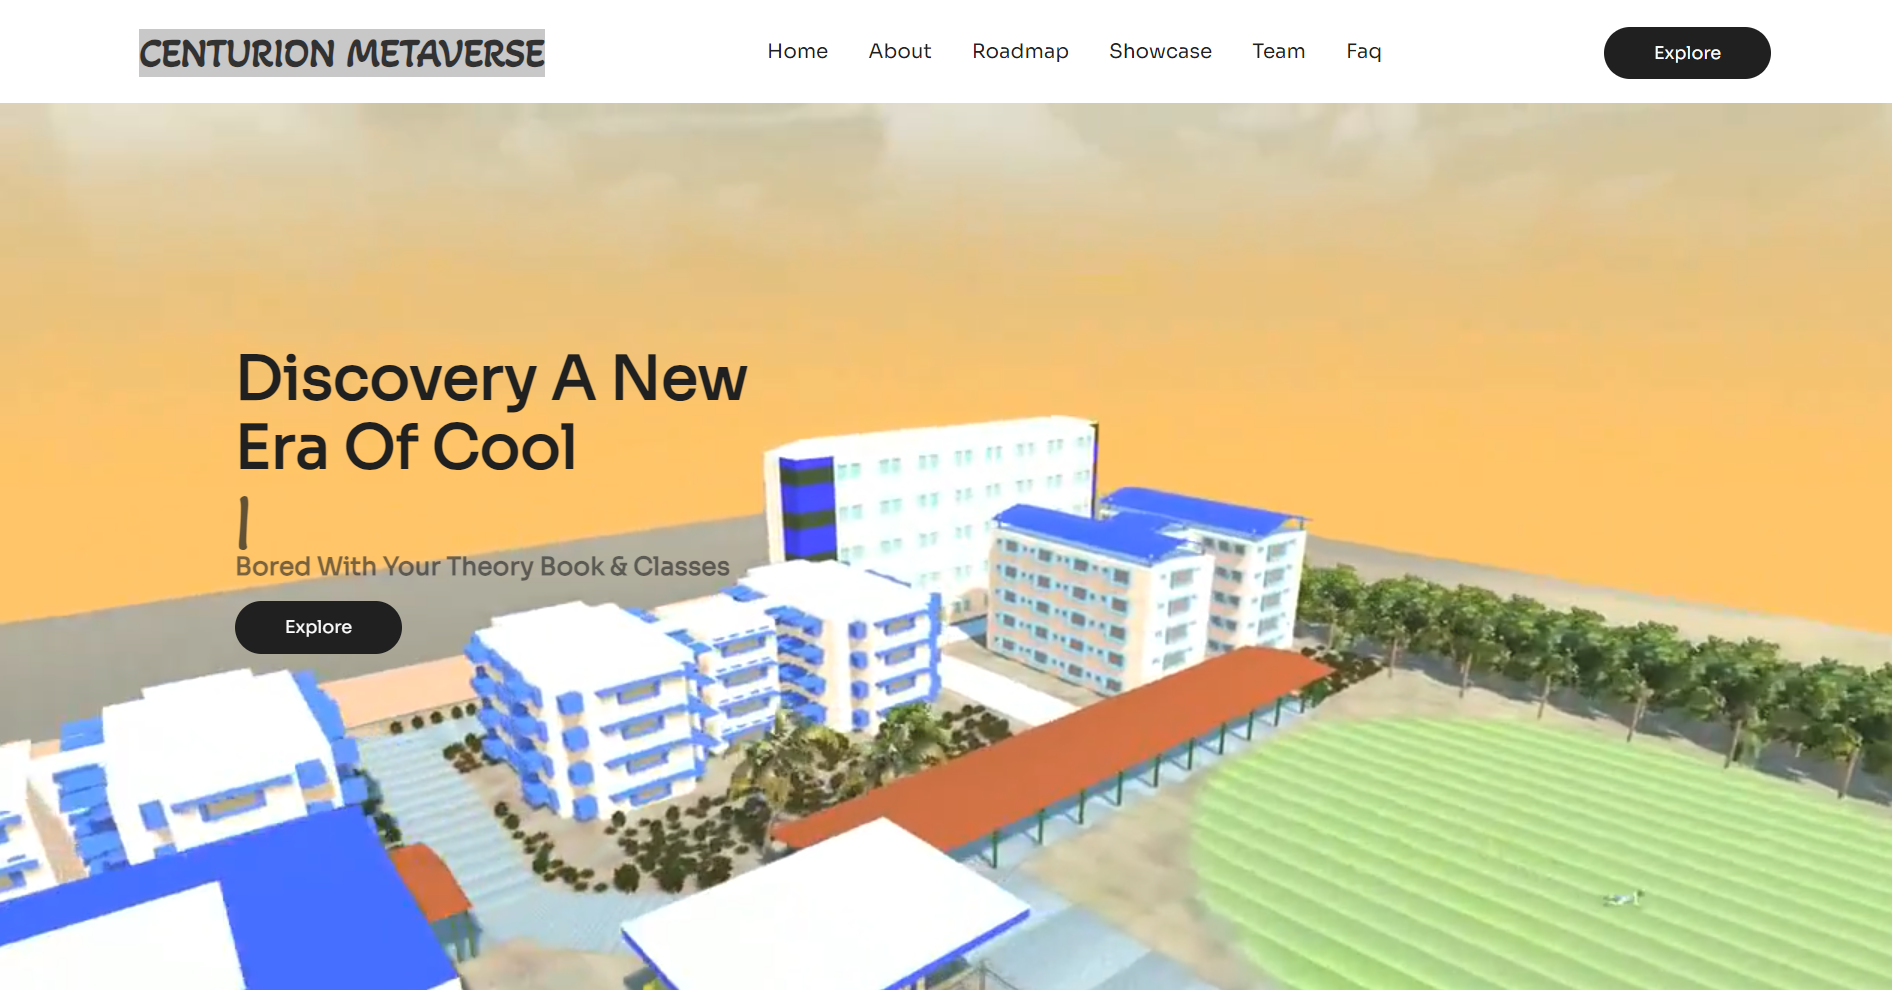 CENTURION METAVERSE
Home About Roadmap Showcase Team Faq
Explore
Discovery A New
Era Of Cool
|
Bored With Your Theory Book & Classes
Explore